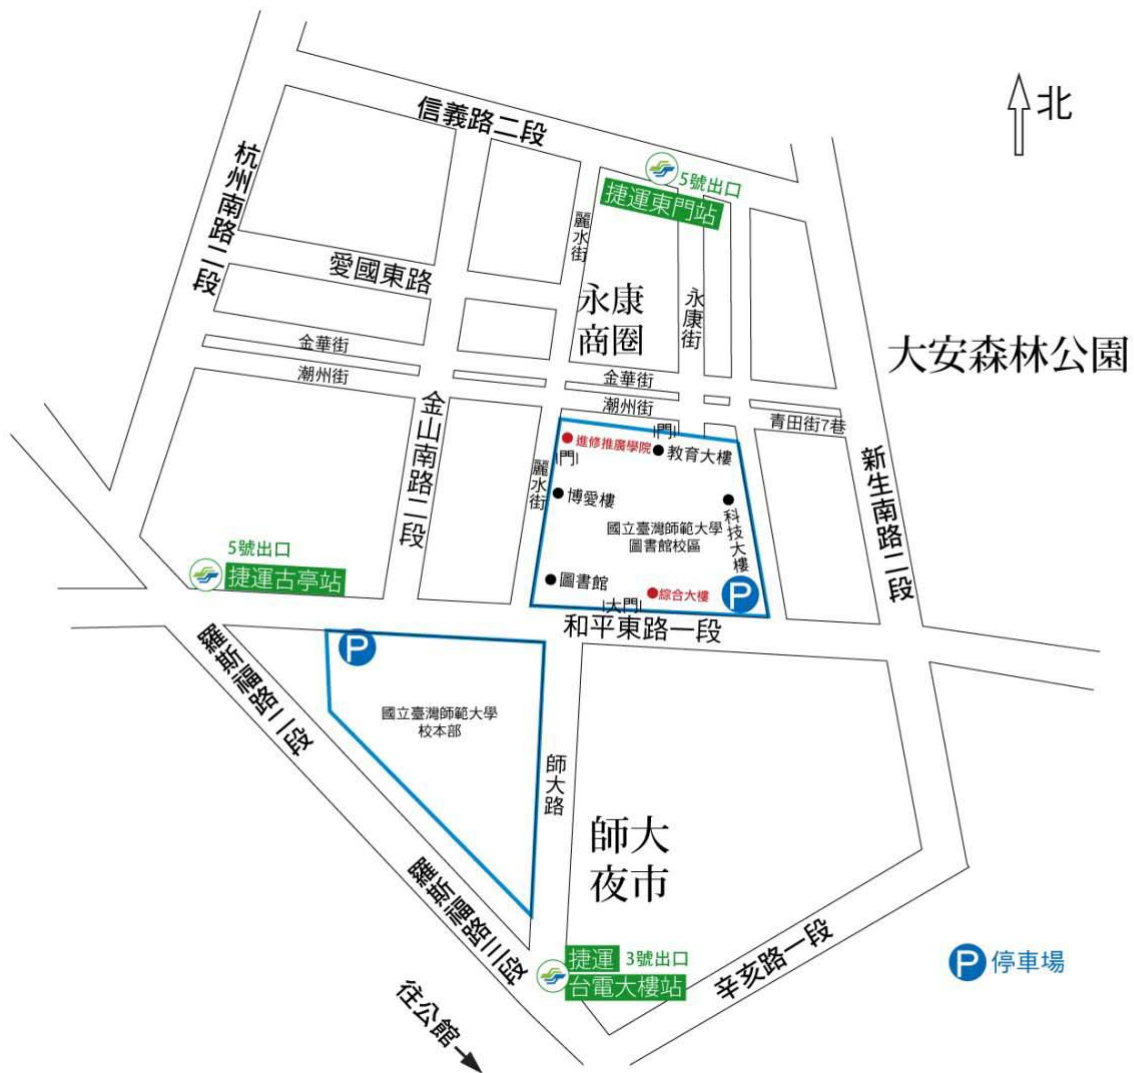 北
信義路二段
杭州南路二段
5號出口
捷運東門站
麗水街
愛國東路
永康
商圈
永康街
大安森林公園
金華街
潮州街
金華街
潮州街
青田街7巷
金山南路二段
門
進修推廣學院
教育大樓
門
麗水街
博愛樓
科技大樓
新生南路二段
國立臺灣師範大學
圖書館校區
5號出口
捷運古亭站
圖書館
綜合大樓
P
大門
和平東路一段
羅斯福路二段
P
國立臺灣師範大學
校本部
師大路
師大
夜市
羅斯福路三段
捷運 3號出口
台電大樓站
辛亥路一段
P 停車場
往公館